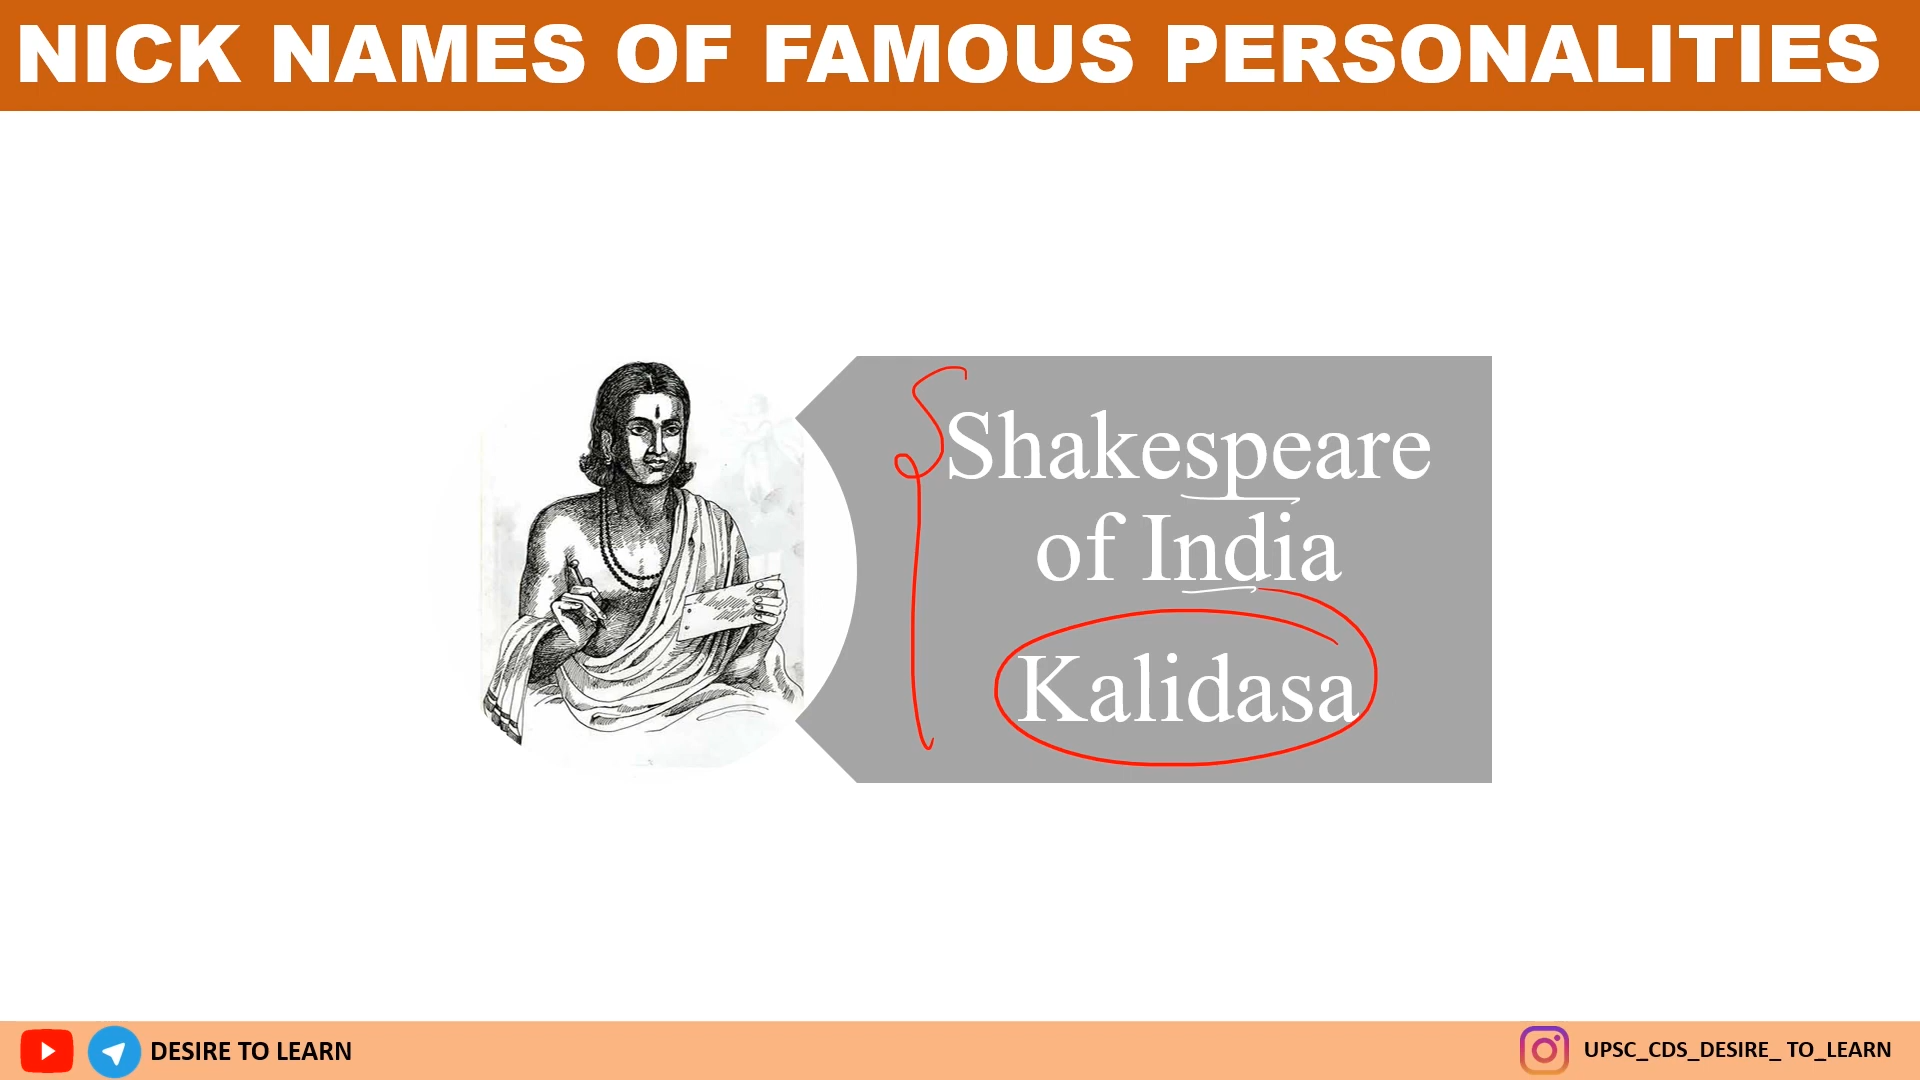 NICK NAMES OF FAMOUS PERSONALITIES
Shakespeare
of India
Kalidasa
DESIRE TO LEARN
UPSC_CDS_DESIRE_ TO_LEARN